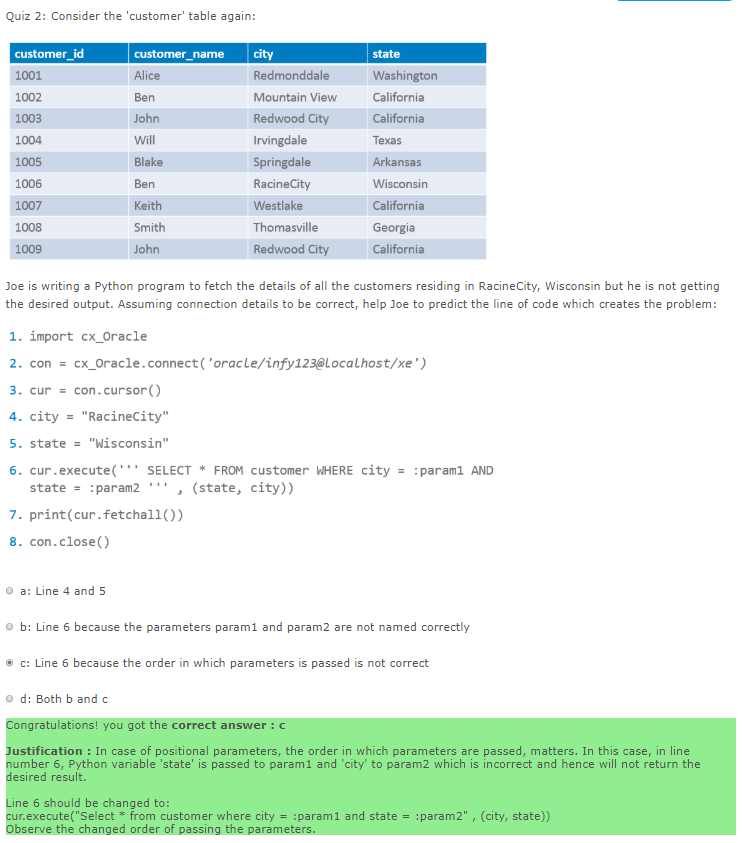 Quiz 2: Consider the 'customer' table again:
customer_id customer_name city state
1001 Alice Redmonddale Washington
1002 Ben Mountain View California
1003 John Redwood City California
1004 Will Irvingdale Texas
1005 Blake Springdale Arkansas
1006 Ben RacineCity Wisconsin
1007 Keith Westlake California
1008 Smith Thomasville Georgia
1009 John Redwood City California
Joe is writing a Python program to fetch the details of all the customers residing in RacineCity, Wisconsin but he is not getting
the desired output. Assuming connection details to be correct, help Joe to predict the line of code which creates the problem:
1. import cx_Oracle
2. con = cx_Oracle.connect('oracle/infy123@localhost/xe')
3. cur = con.cursor()
4. city = "RacineCity"
5. state = "Wisconsin"
6. cur.execute(''' SELECT * FROM customer WHERE city = :param1 AND
state = :param2 ''' , (state, city))
7. print(cur.fetchall())
8. con.close()
a: Line 4 and 5
b: Line 6 because the parameters param1 and param2 are not named correctly
c: Line 6 because the order in which parameters is passed is not correct
d: Both b and c
Congratulations! you got the correct answer : c
Justification : In case of positional parameters, the order in which parameters are passed, matters. In this case, in line
number 6, Python variable 'state' is passed to param1 and 'city' to param2 which is incorrect and hence will not return the
desired result.
Line 6 should be changed to:
cur.execute("Select * from customer where city = :param1 and state = :param2" , (city, state))
Observe the changed order of passing the parameters.